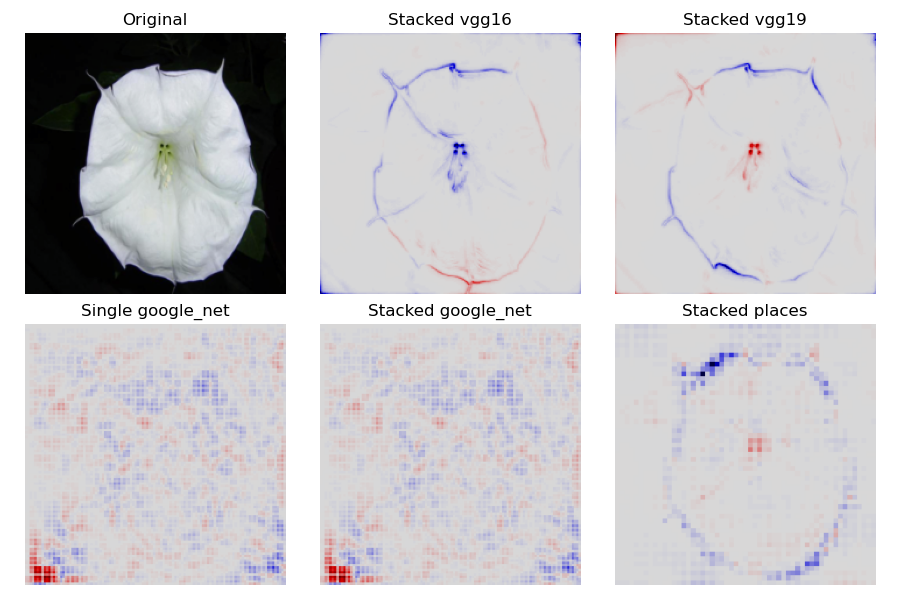 Original
Stacked vgg16
Stacked vgg19
Single google_net
Stacked google_net
Stacked places